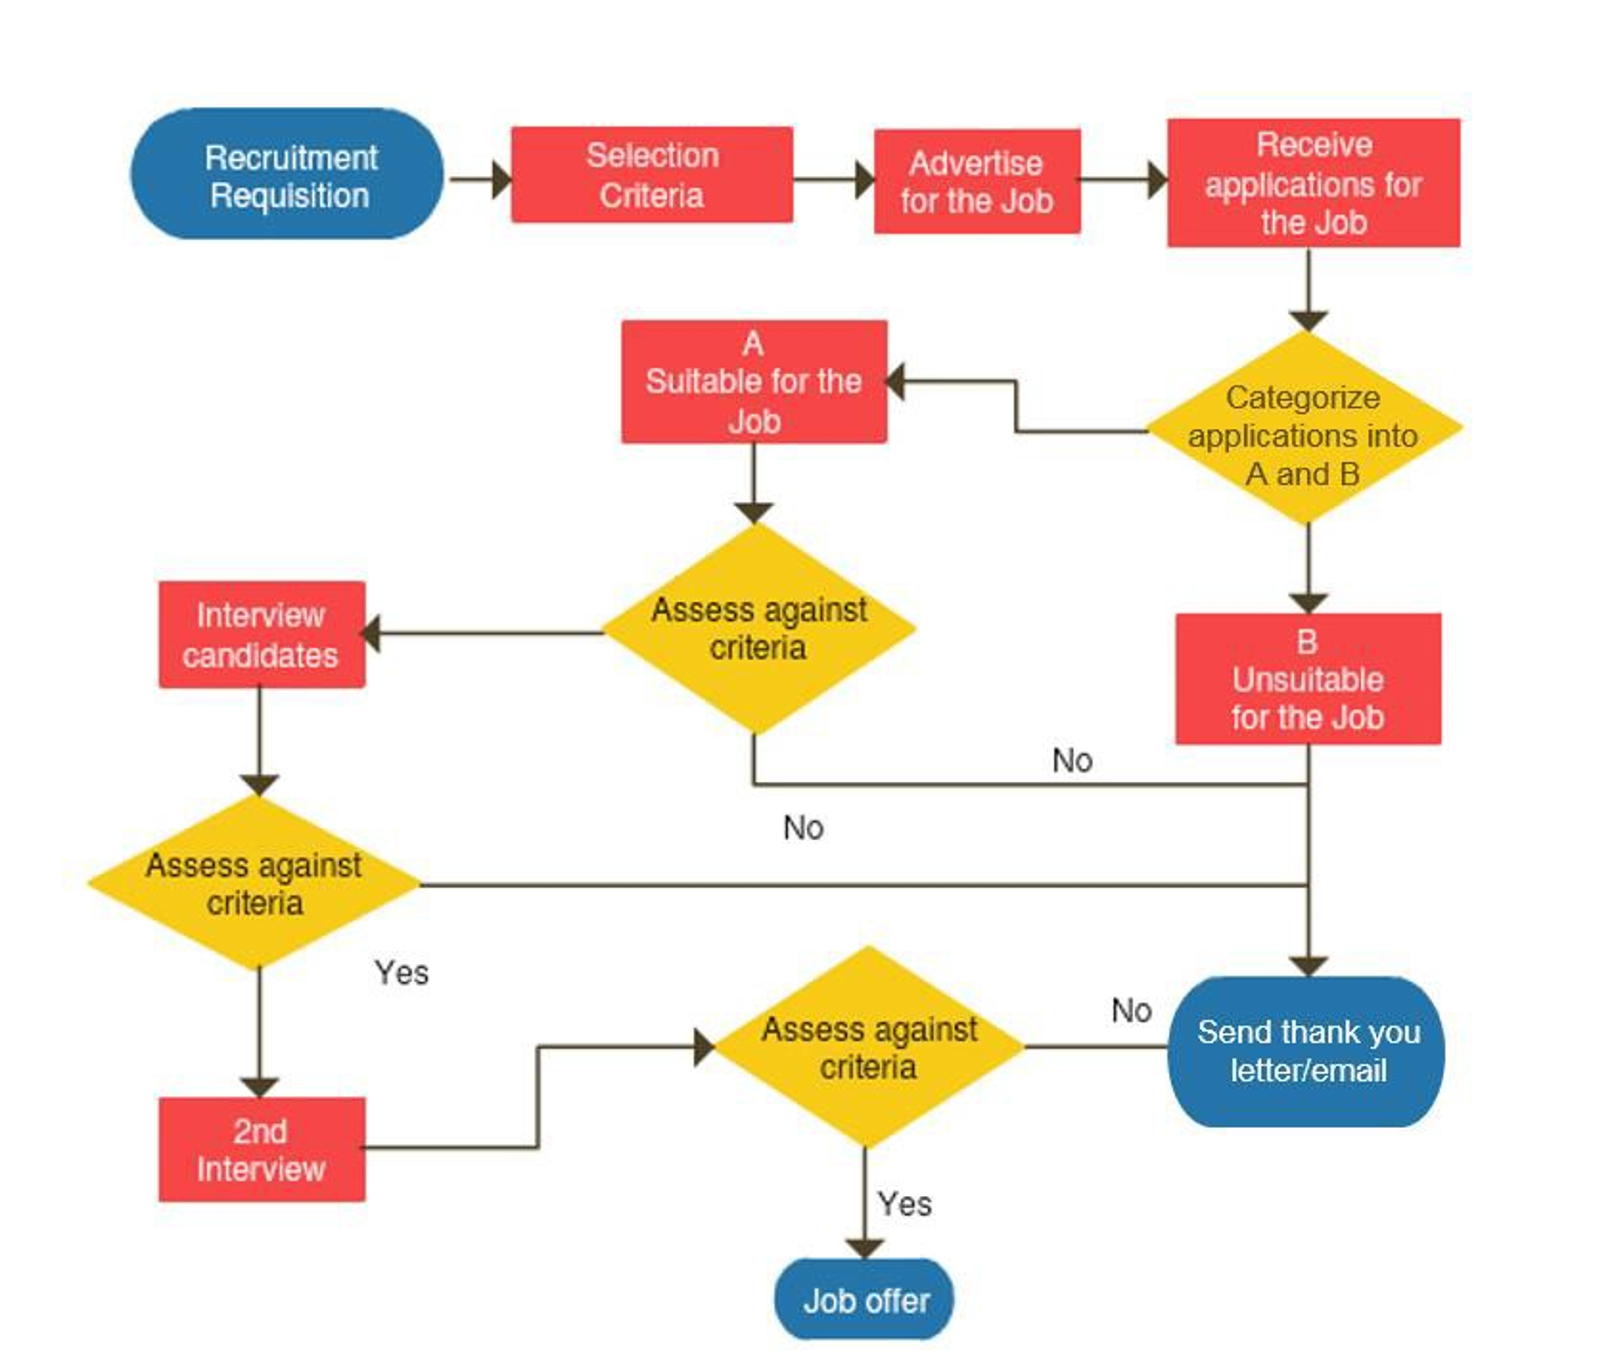 Recruitment
Requisition
Selection
Criteria
Advertise
for the Job
Receive
applications for
the Job
A
Suitable for the
Job
Categorize
applications into
A and B
Interview
candidates
Assess against
criteria
B
Unsuitable
for the Job
No
No
Assess against
criteria
Yes
Assess against
criteria
No
Send thank you
letter/email
2nd
Interview
Yes
Job offer